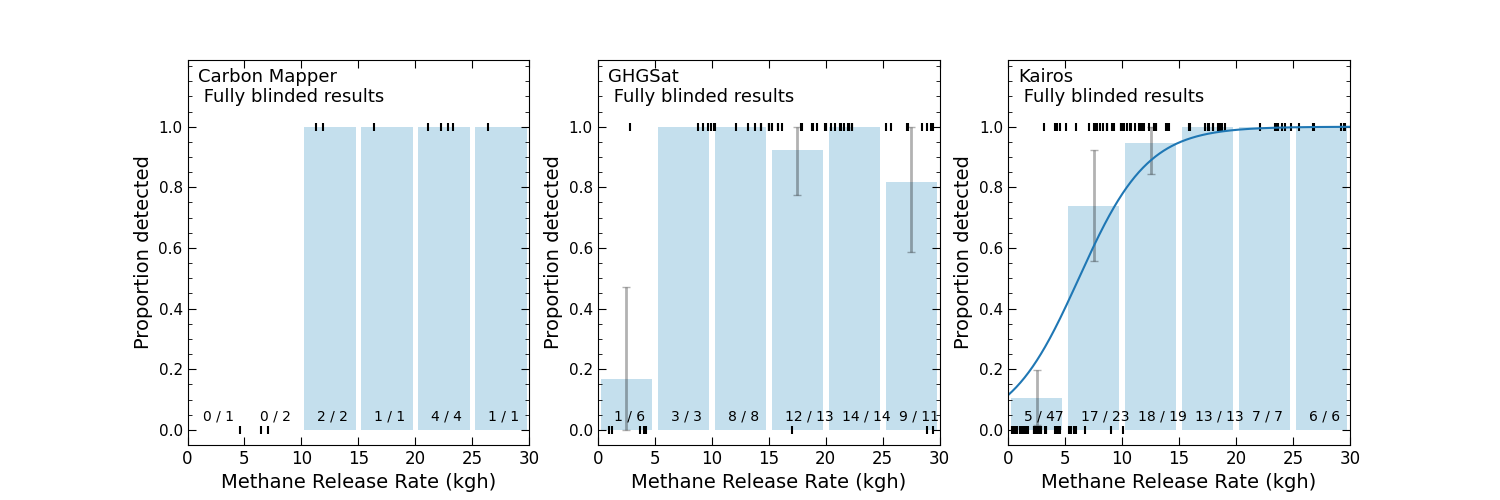 Carbon Mapper
Fully blinded results
Proportion detected
1.0
0.8
0.6
0.4
0.2
0.0
0 / 1 0 / 2 2 / 2 1 / 1 4 / 4 1 / 1
0 5 10 15 20 25 30
Methane Release Rate (kgh)
GHGSat
Fully blinded results
Proportion detected
1.0
0.8
0.6
0.4
0.2
0.0
1 / 6 3 / 3 8 / 8 12 / 13 14 / 14 9 / 11
0 5 10 15 20 25 30
Methane Release Rate (kgh)
Kairos
Fully blinded results
Proportion detected
1.0
0.8
0.6
0.4
0.2
0.0
5 / 47 17 / 23 18 / 19 13 / 13 7 / 7 6 / 6
0 5 10 15 20 25 30
Methane Release Rate (kgh)